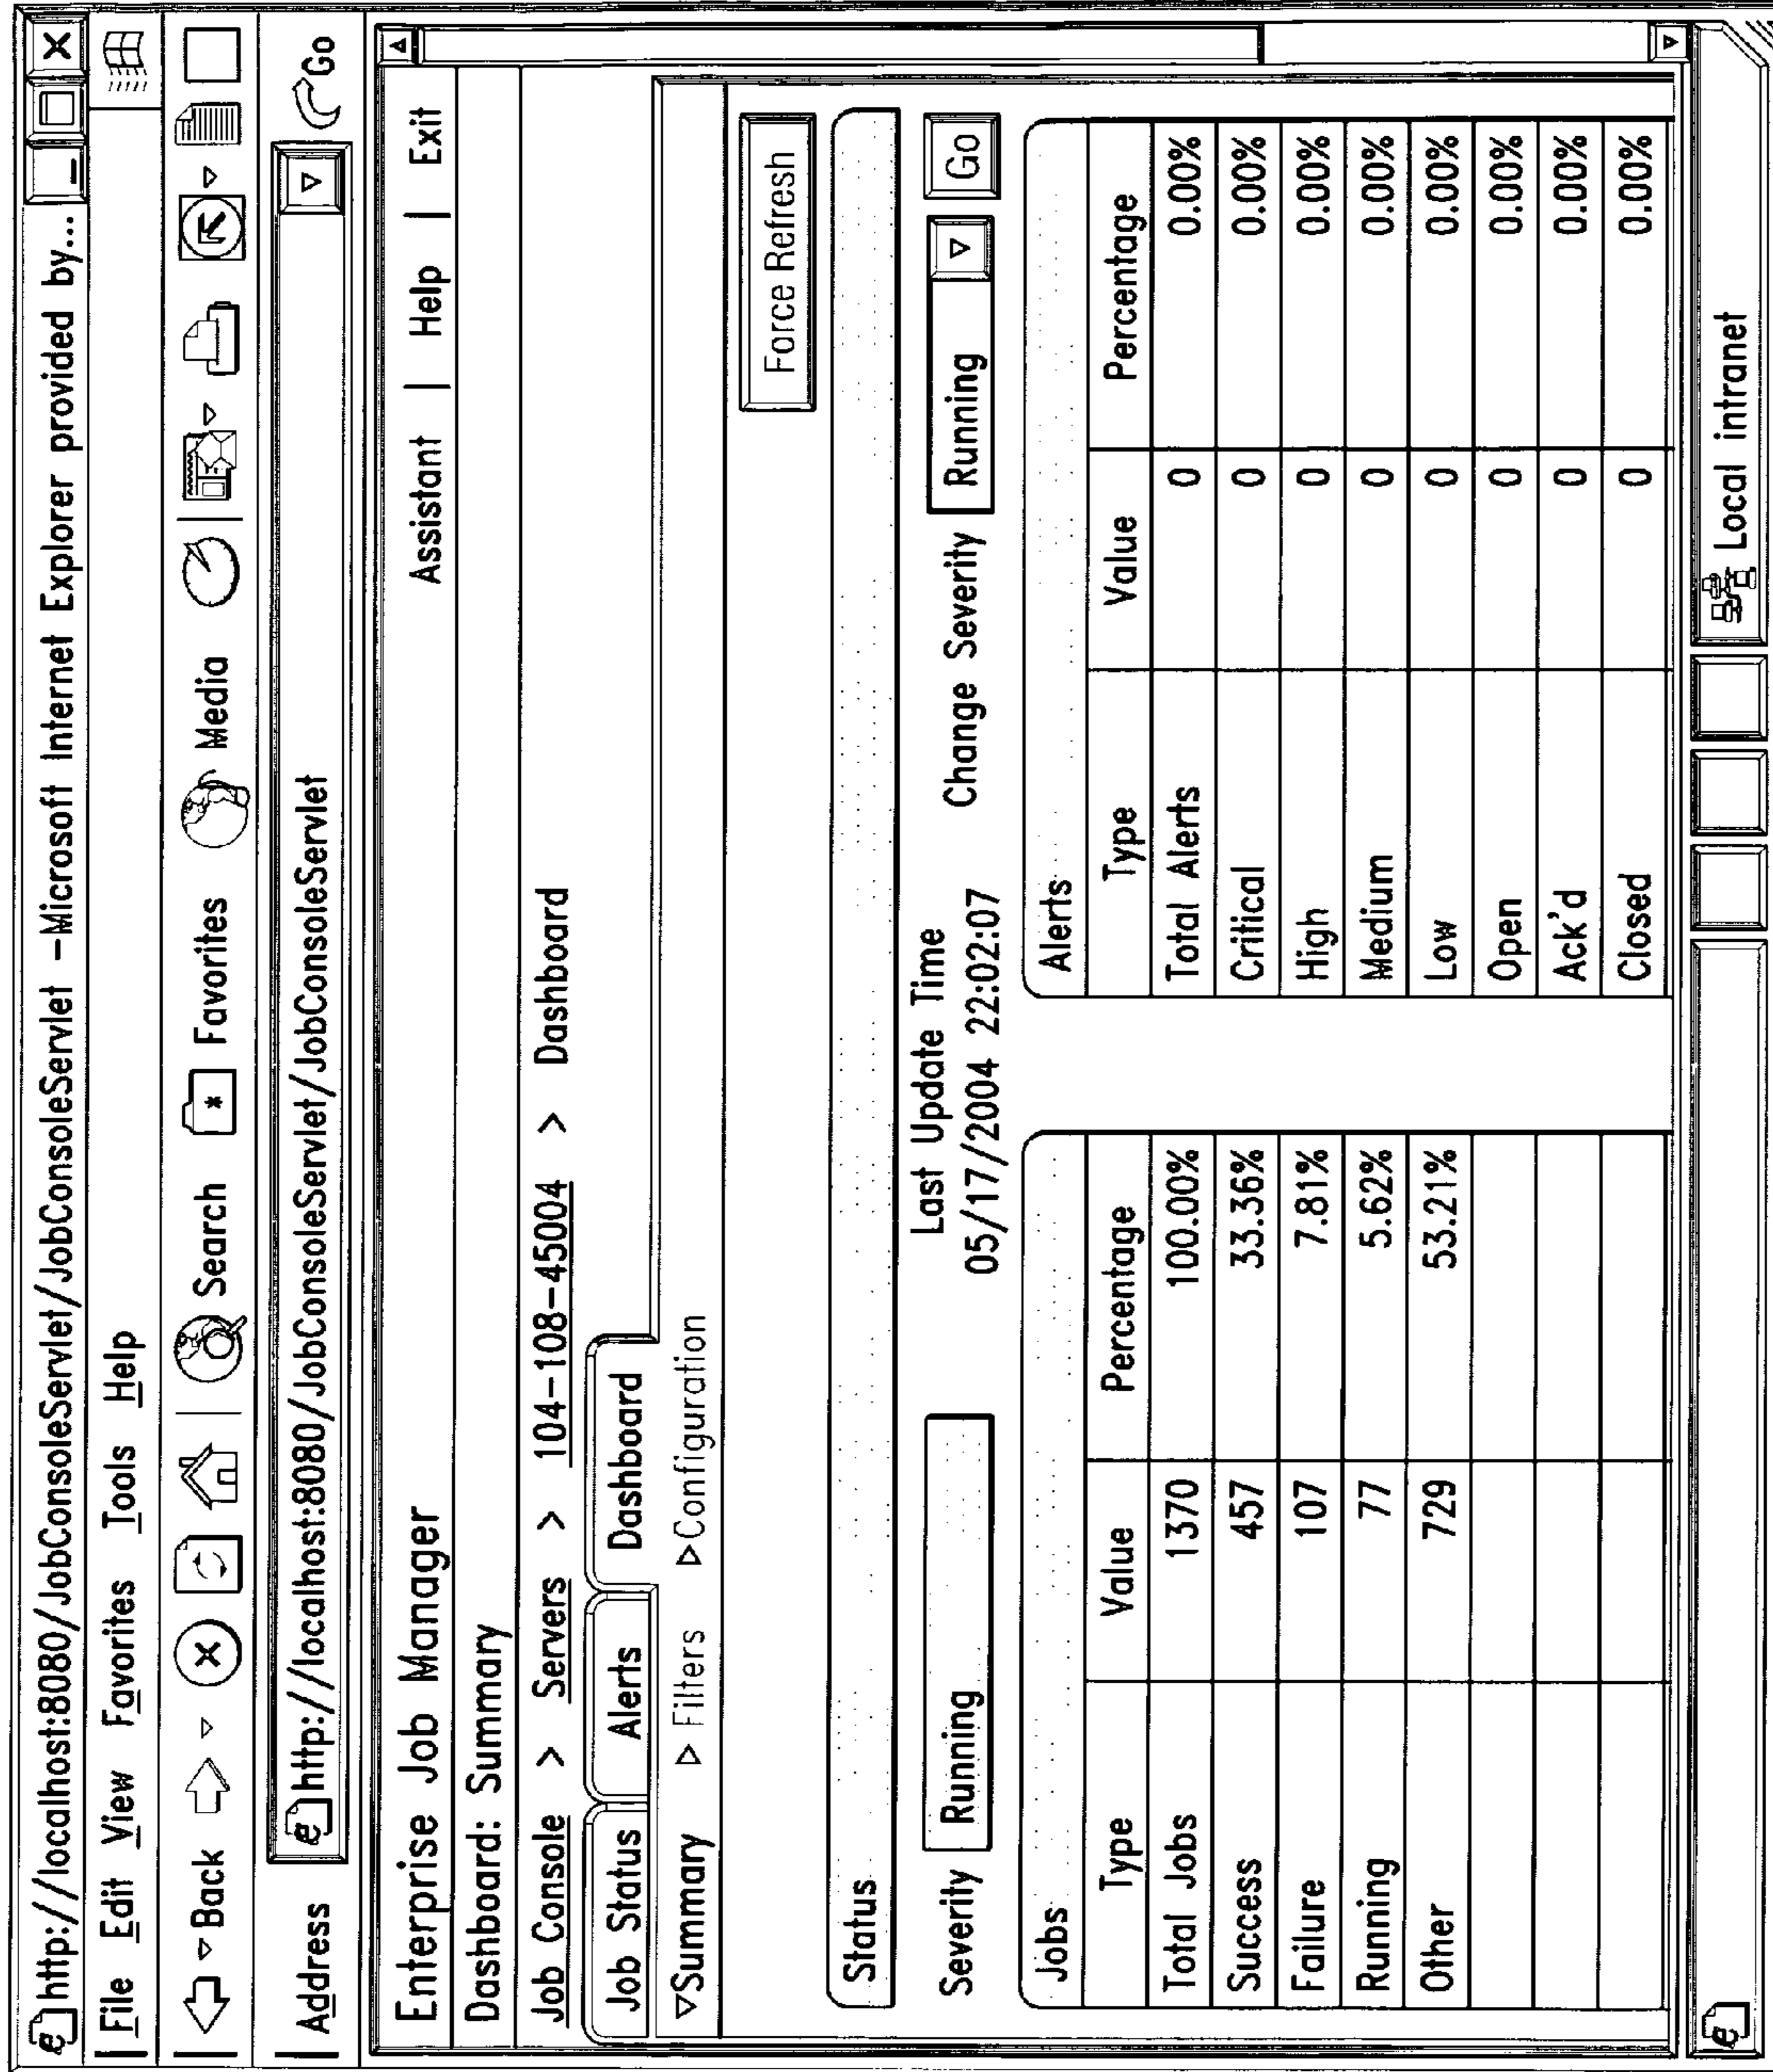 http://localhost:8080/JobConsoleServlet/JobConsoleServlet -Microsoft Internet Explorer provided by...
File Edit View Favorites Tools Help
Back Search Favorites Media
Address http://localhost:8080/JobConsoleServlet/JobConsoleServlet Go
Enterprise Job Manager Assistant | Help | Exit
Dashboard: Summary
Job Console > Servers > 104-108-45004 > Dashboard
Job Status Alerts Dashboard
▽Summary ▷ Filters ▷Configuration
Force Refresh
Status
Last Update Time
Severity Running 05/17/2004 22:02:07 Change Severity Running Go
Jobs
Type Value Percentage
Total Jobs 1370 100.00%
Success 457 33.36%
Failure 107 7.81%
Running 77 5.62%
Other 729 53.21%
Alerts
Type Value Percentage
Total Alerts 0 0.00%
Critical 0 0.00%
High 0 0.00%
Medium 0 0.00%
Low 0 0.00%
Open 0 0.00%
Ack'd 0 0.00%
Closed 0 0.00%
Local intranet